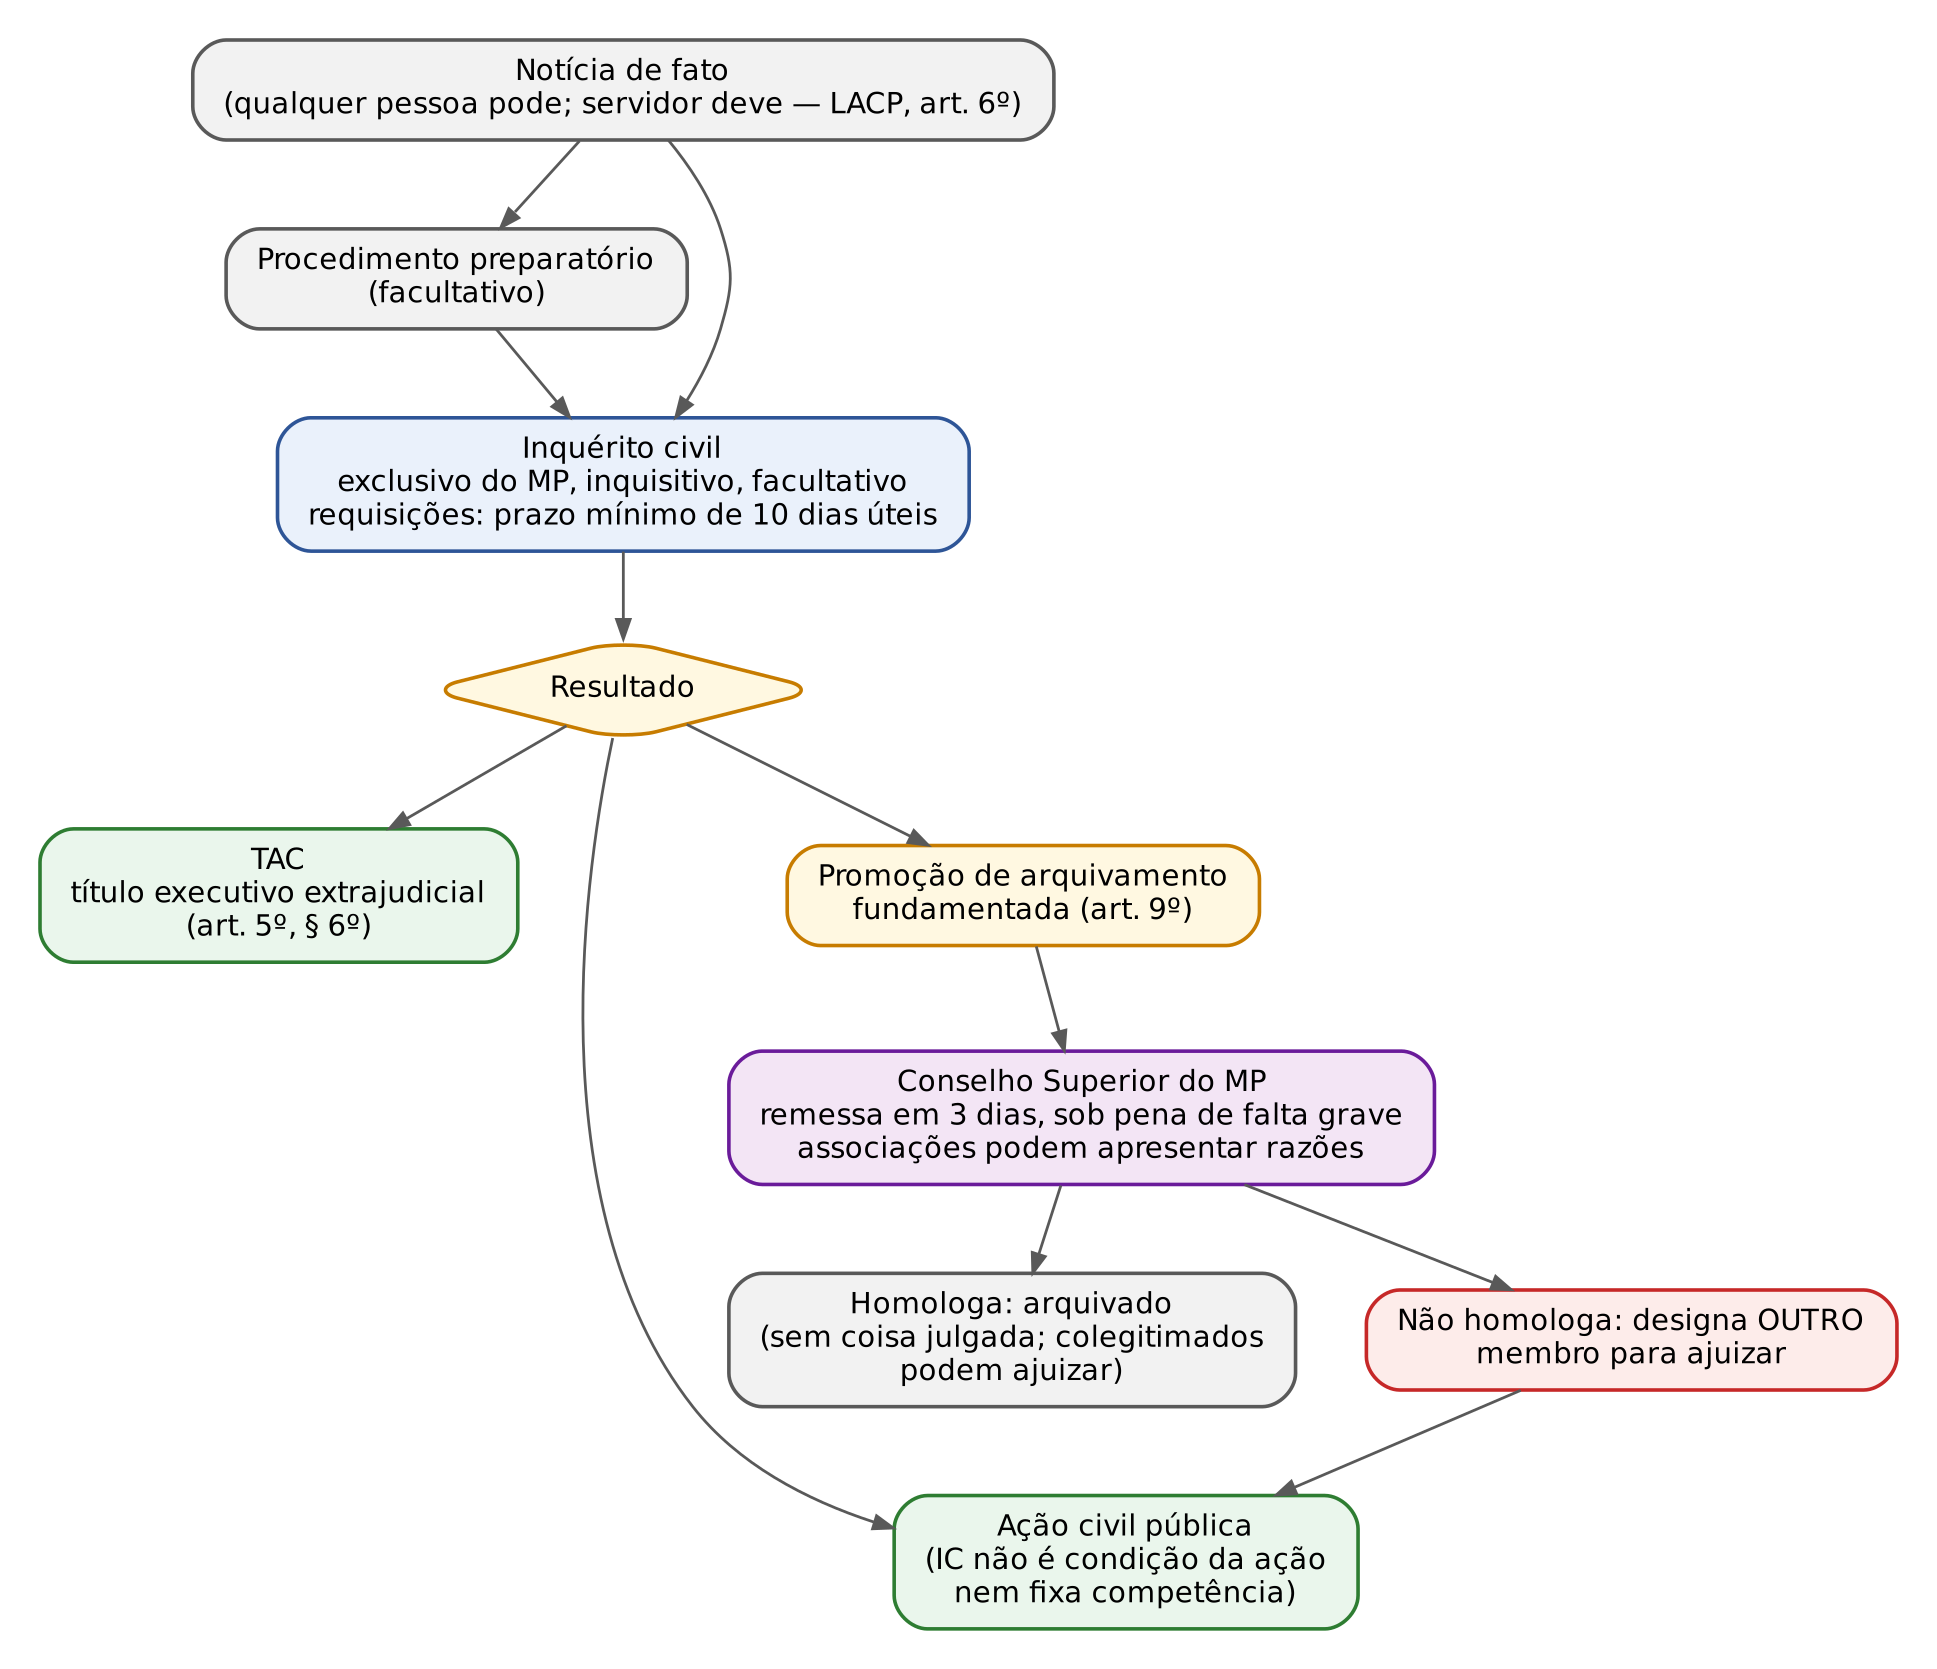 Notícia de fato
(qualquer pessoa pode; servidor deve — LACP, art. 6º)
Procedimento preparatório
(facultativo)
Inquérito civil
exclusivo do MP, inquisitivo, facultativo
requisições: prazo mínimo de 10 dias úteis
Resultado
TAC
título executivo extrajudicial
(art. 5º, § 6º)
Promoção de arquivamento
fundamentada (art. 9º)
Conselho Superior do MP
remessa em 3 dias, sob pena de falta grave
associações podem apresentar razões
Homologa: arquivado
(sem coisa julgada; colegitimados
podem ajuizar)
Não homologa: designa OUTRO
membro para ajuizar
Ação civil pública
(IC não é condição da ação
nem fixa competência)